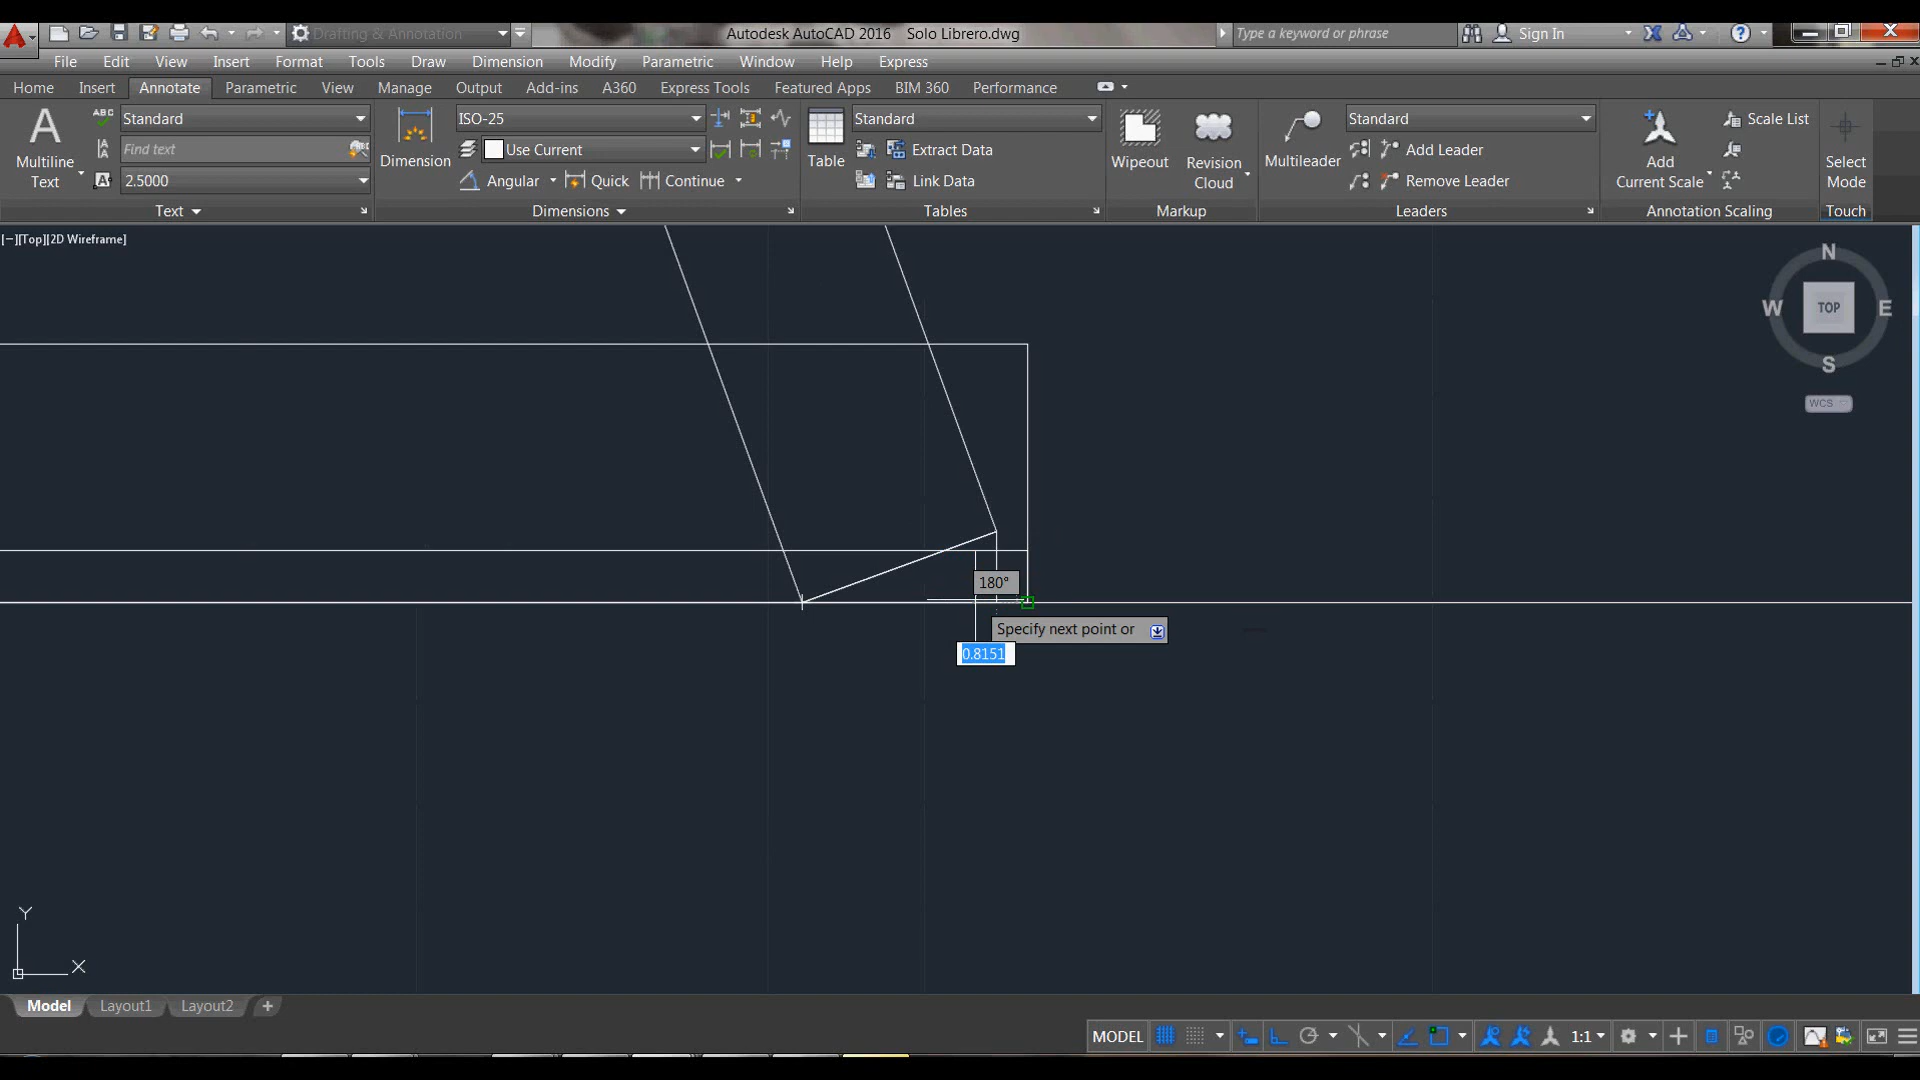 Drafting & Annotation
Autodesk AutoCAD 2016 Solo Librero.dwg
Type a keyword or phrase
Sign In
File Edit View Insert Format Tools Draw Dimension Modify Parametric Window Help Express
Home Insert Annotate Parametric View Manage Output Add-ins A360 Express Tools Featured Apps BIM 360 Performance
A
Multiline
Text
ABC
Standard
Find text
ABC
A
2.5000
Text
Dimension
ISO-25
Use Current
Angular
Quick
Continue
Dimensions
Table
Standard
Extract Data
Link Data
Tables
Wipeout
Revision
Cloud
Markup
Multileader
Standard
Add Leader
Remove Leader
Leaders
Add
Current Scale
Scale List
Annotation Scaling
Select
Mode
Touch
[−][Top][2D Wireframe]
N
W
TOP
E
S
WCS
180°
Specify next point or
0.8151
Y
X
Model Layout1 Layout2 +
MODEL
1:1